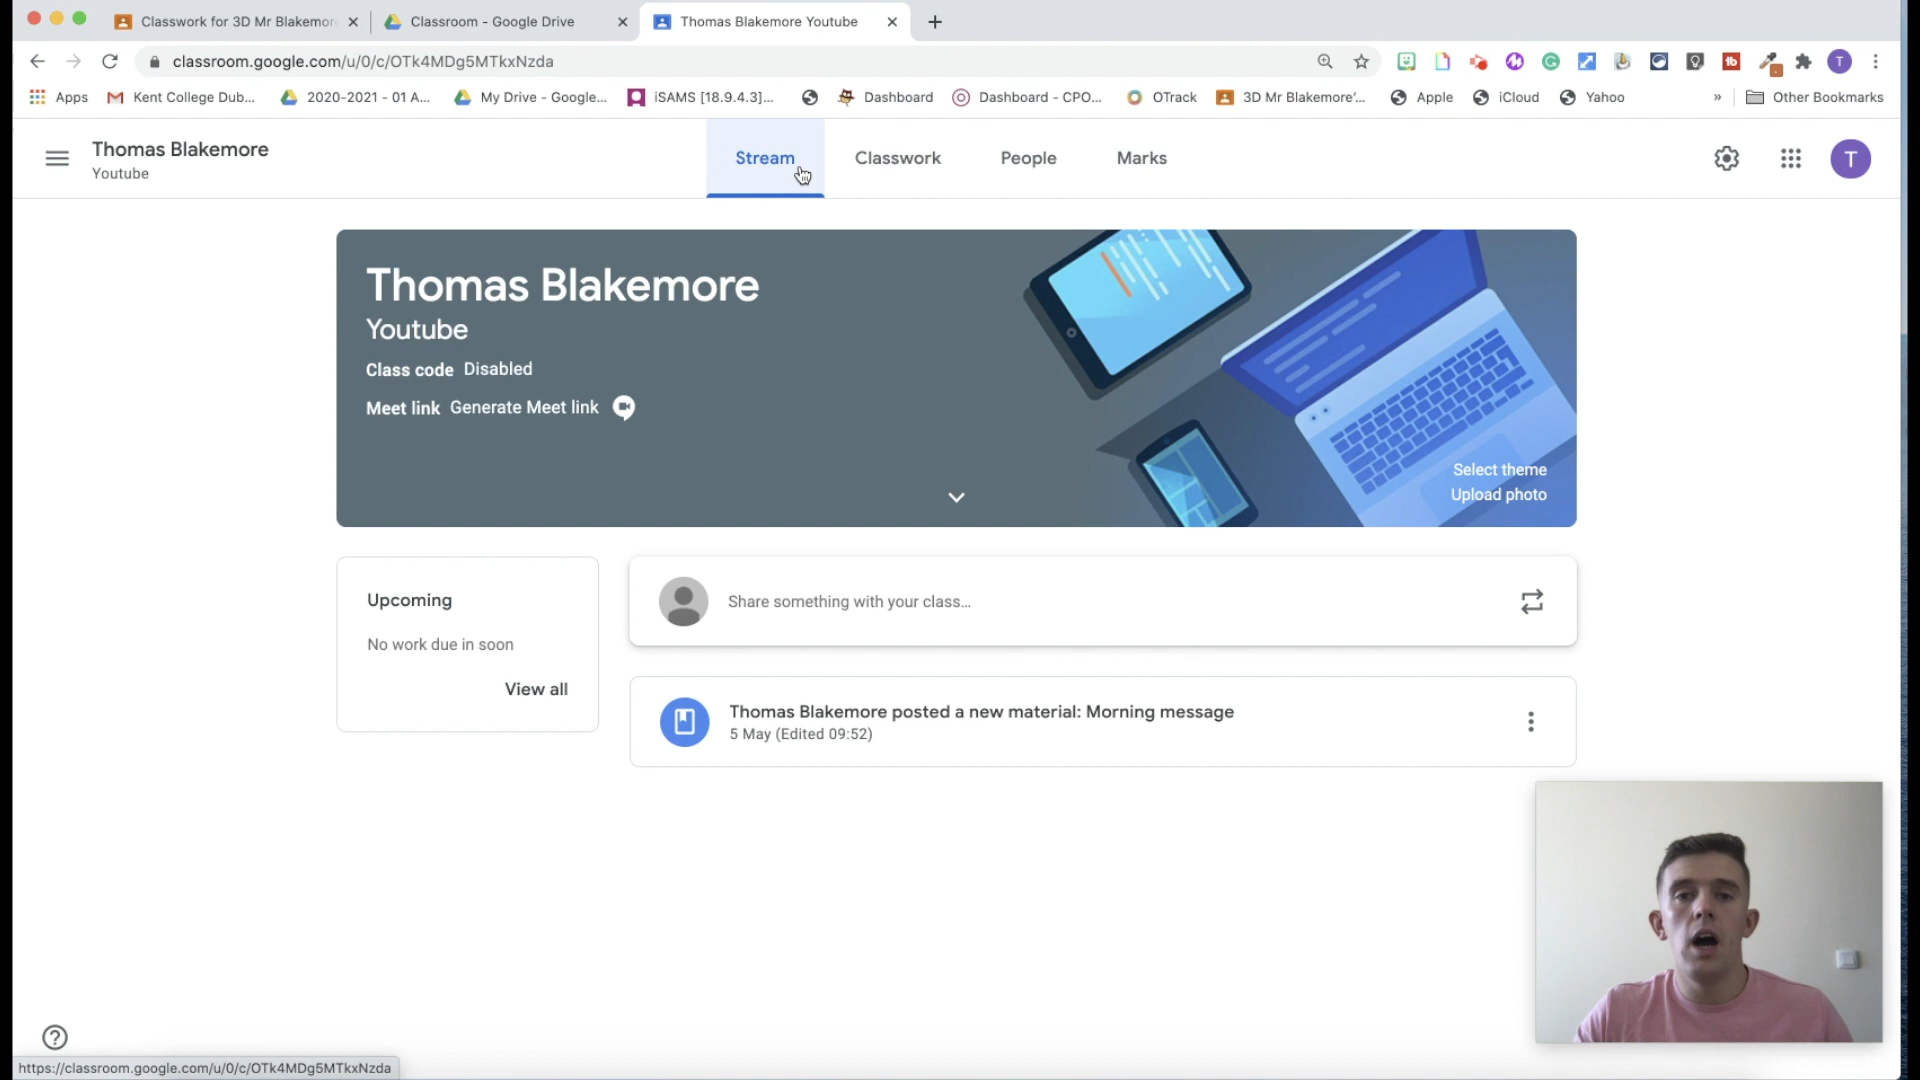 Classwork for 3D Mr Blakemor
Classroom - Google Drive
Thomas Blakemore Youtube
classroom.google.com/u/0/c/OTk4MDg5MTkxNzda
T
Apps
Kent College Dub...
2020-2021 - 01 A...
My Drive - Google...
iSAMS [18.9.4.3]...
Dashboard
Dashboard - CPO...
OTrack
3D Mr Blakemore'...
Apple
iCloud
Yahoo
»
Other Bookmarks
Thomas Blakemore
Youtube
Stream
Classwork
People
Marks
T
Thomas Blakemore
Youtube
Class code Disabled
Meet link Generate Meet link
Select theme
Upload photo
Upcoming
No work due in soon
View all
Share something with your class...
Thomas Blakemore posted a new material: Morning message
5 May (Edited 09:52)
https://classroom.google.com/u/0/c/OTk4MDg5MTkxNzda